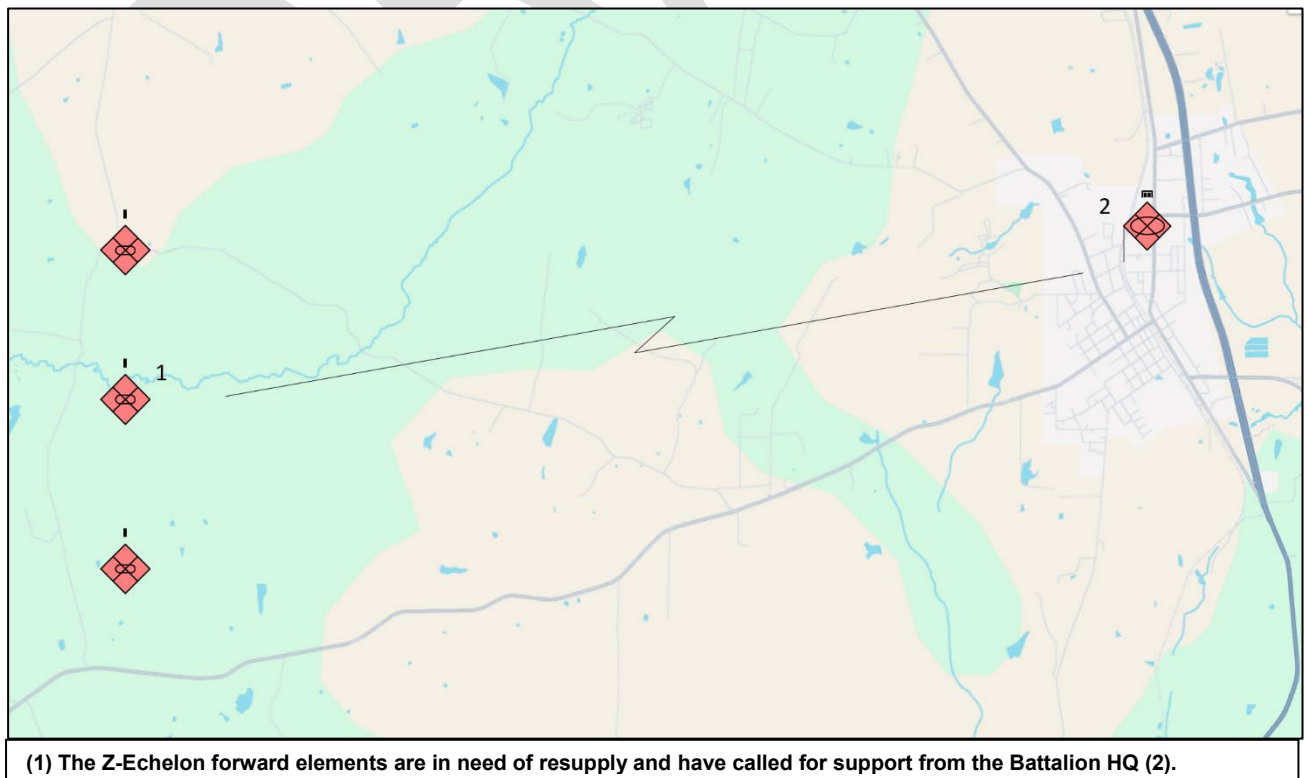 2
1
(1) The Z-Echelon forward elements are in need of resupply and have called for support from the Battalion HQ (2).